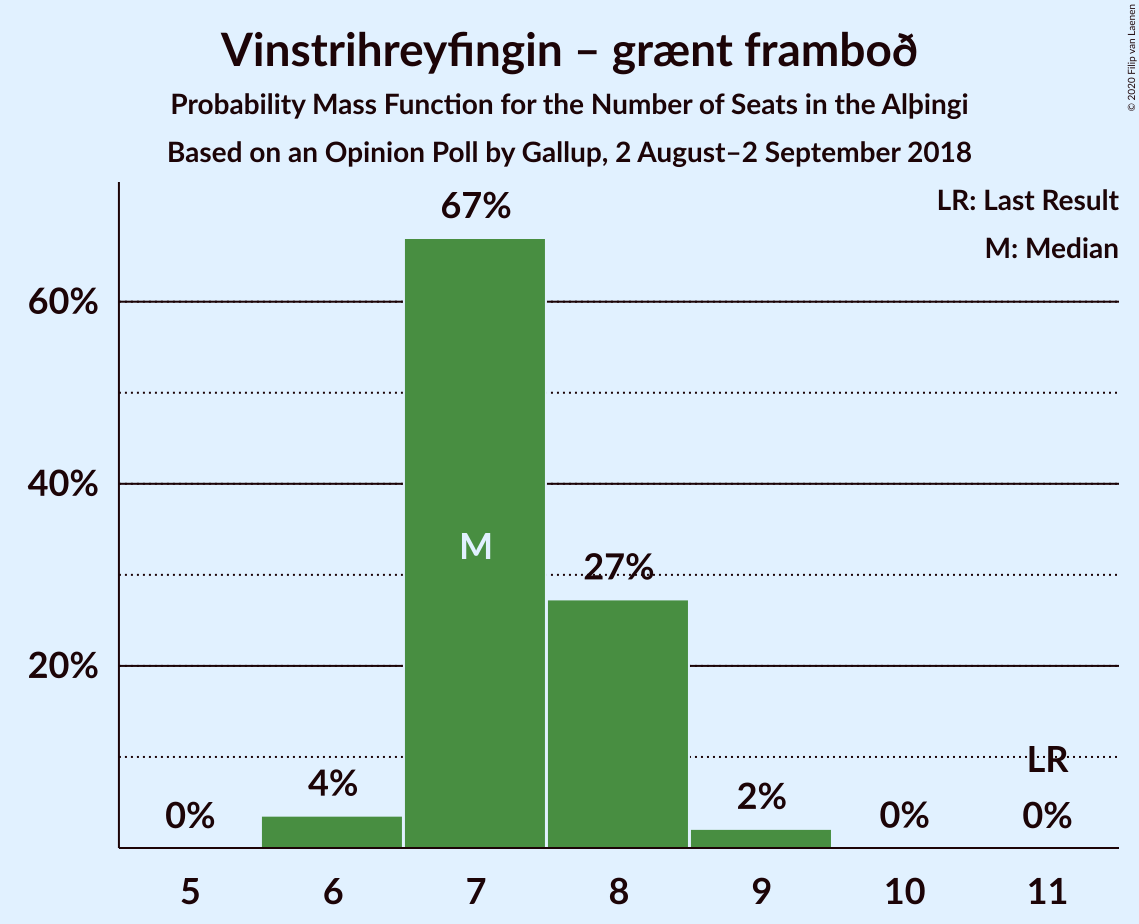 Vinstrihreyfingin – grænt framboð
Probability Mass Function for the Number of Seats in the Alþingi
Based on an Opinion Poll by Gallup, 2 August–2 September 2018
© 2020 Filip van Laenen
LR: Last Result
M: Median
67%
60%
40%
M
27%
20%
LR
4%
2%
0%
0%
0%
5 6 7 8 9 10 11